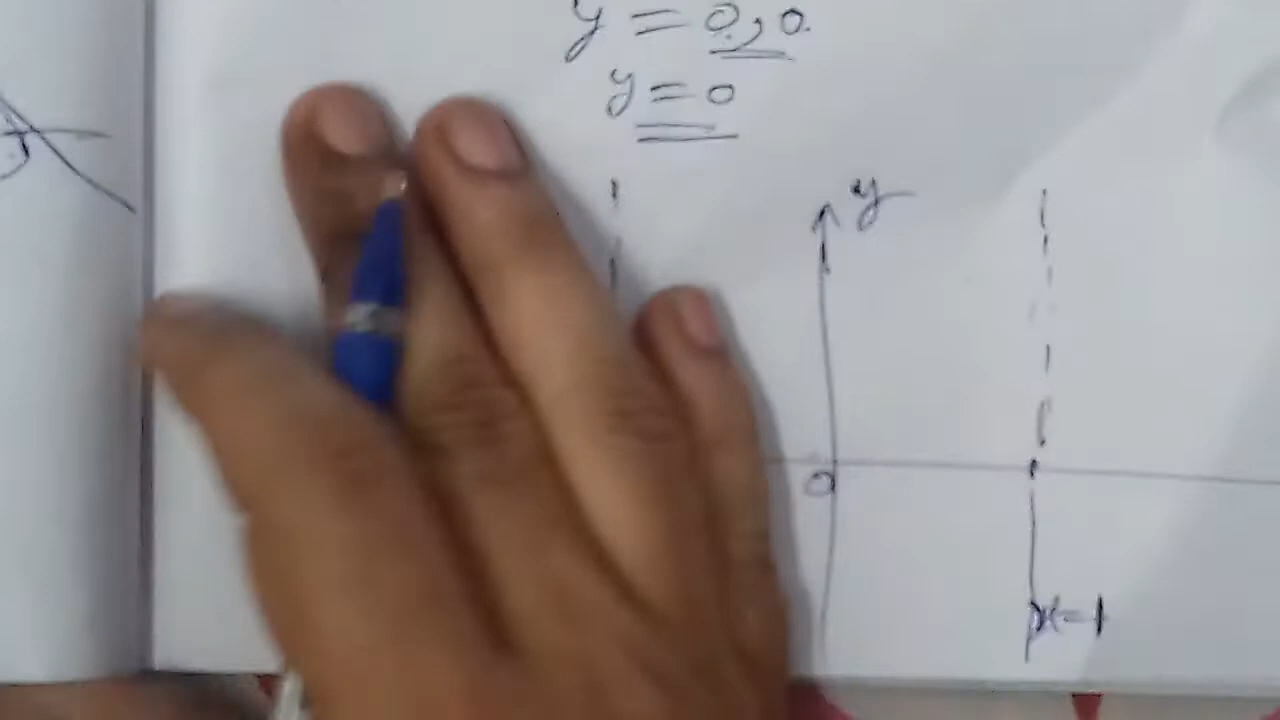 y = 0, 0
y = 0
y
0
x=1